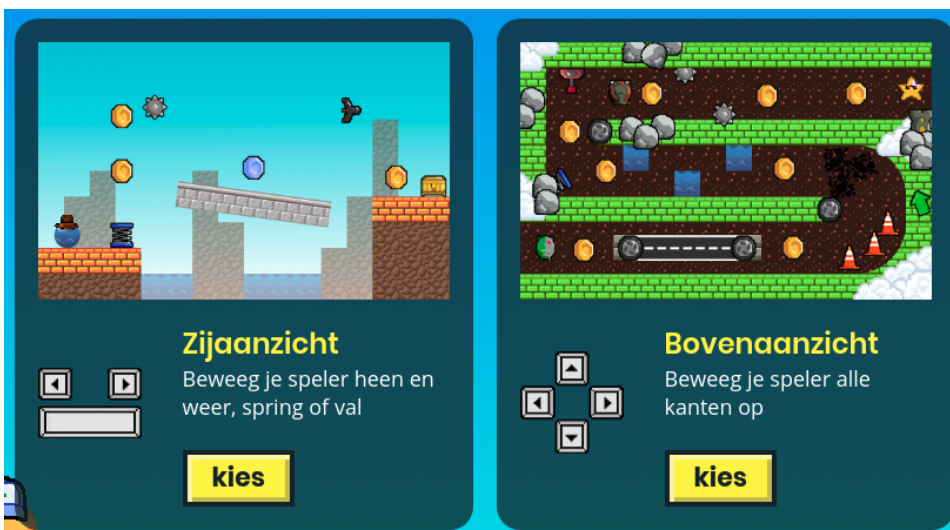 Zijaanzicht
Beweeg je speler heen en
weer, spring of val
kies
Bovenaanzicht
Beweeg je speler alle
kanten op
kies